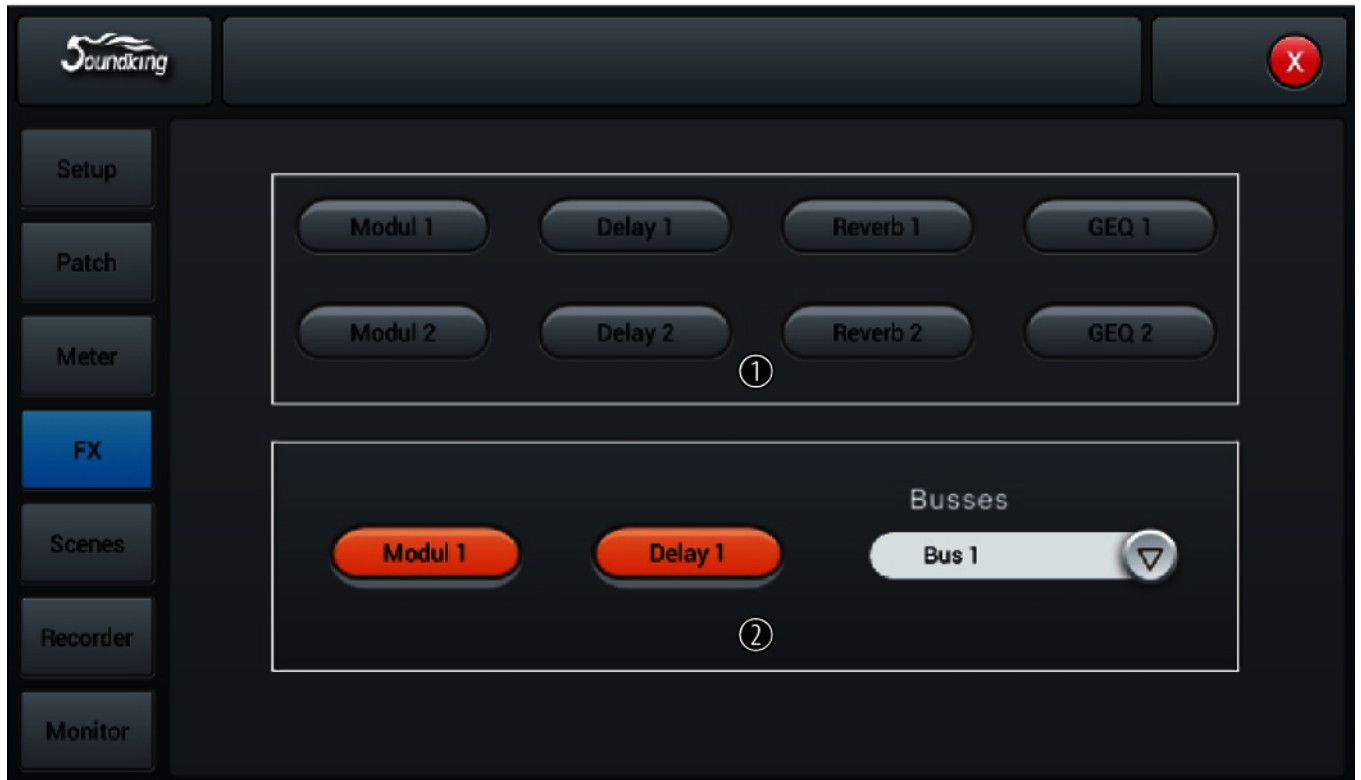 Soundking
X
Setup
Patch
Meter
FX
Scenes
Recorder
Monitor
Modul 1 Delay 1 Reverb 1 GEQ 1
Modul 2 Delay 2 Reverb 2 GEQ 2
①
Busses
Modul 1 Delay 1 Bus 1
②